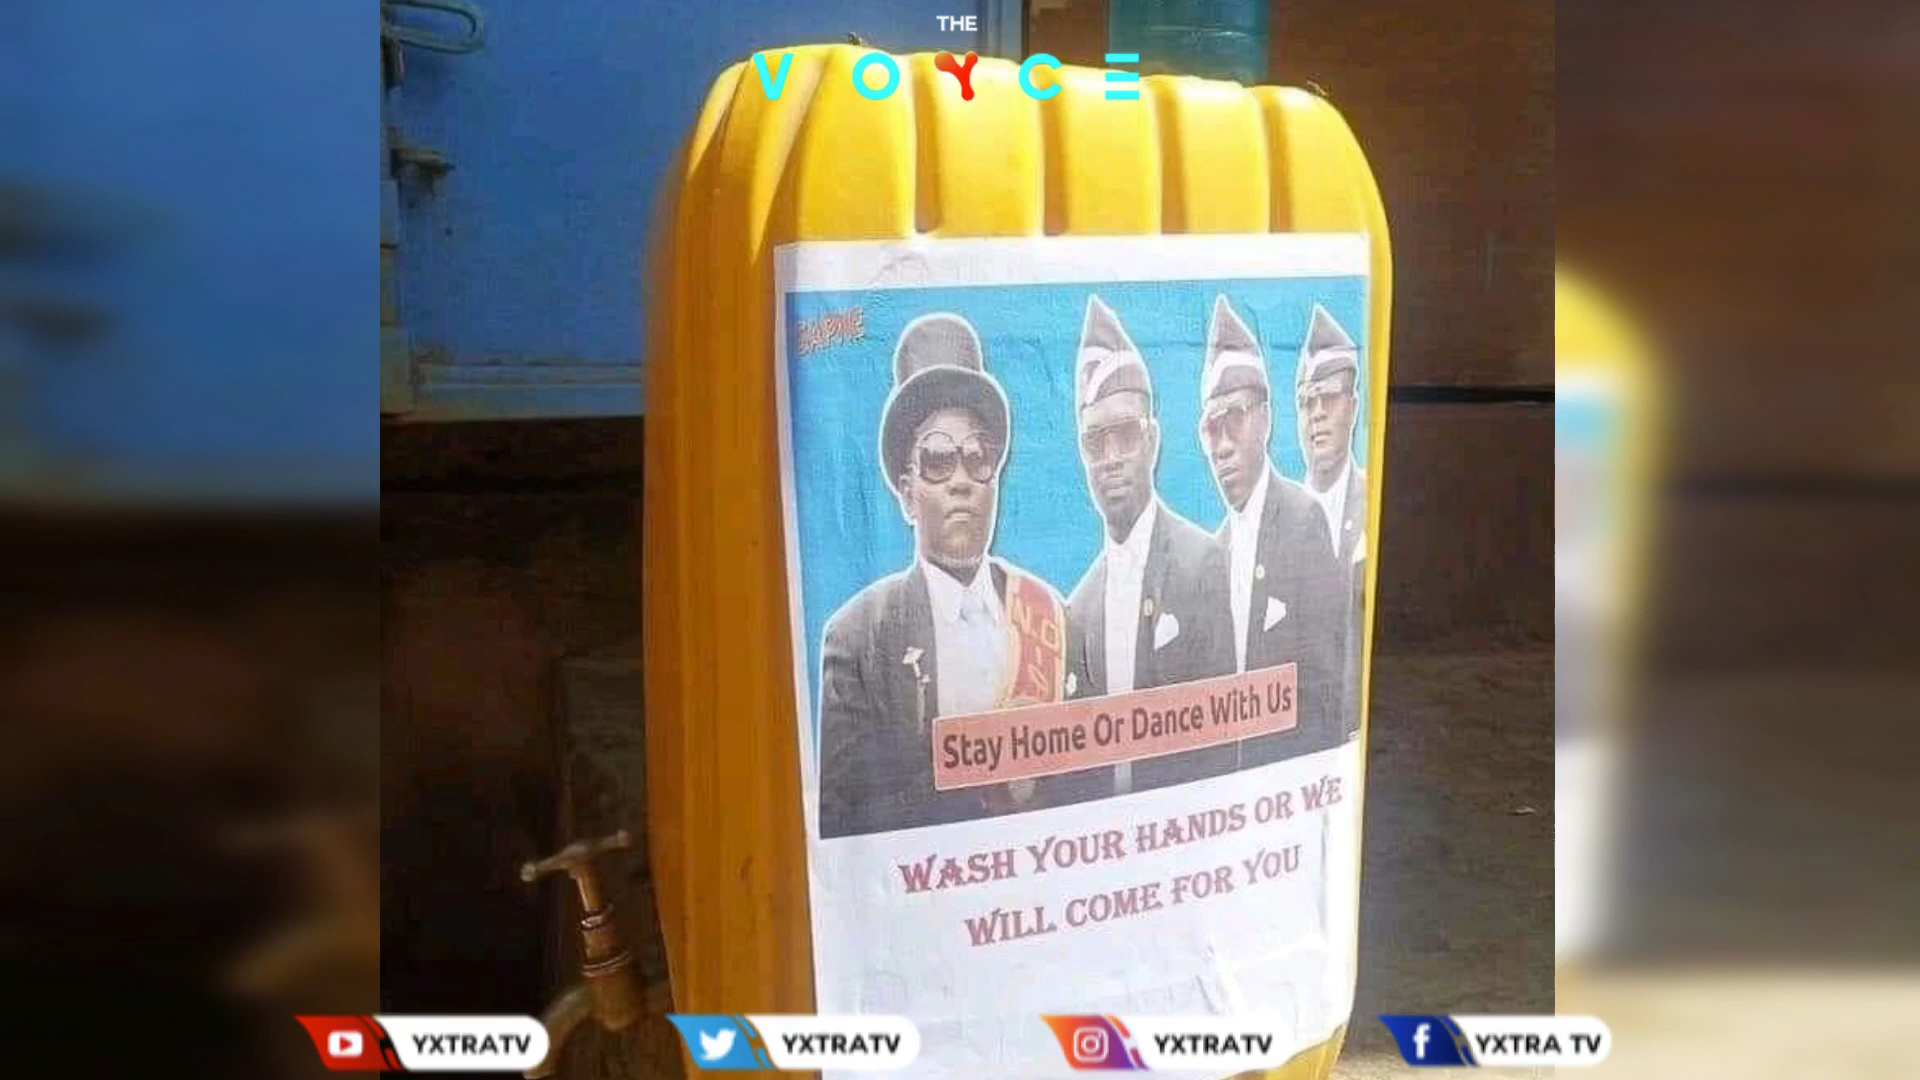 THE
VOYCE
Stay Home Or Dance With Us
WASH YOUR HANDS OR WE
WILL COME FOR YOU
YXTRATV
YXTRATV
YXTRATV
YXTRA TV